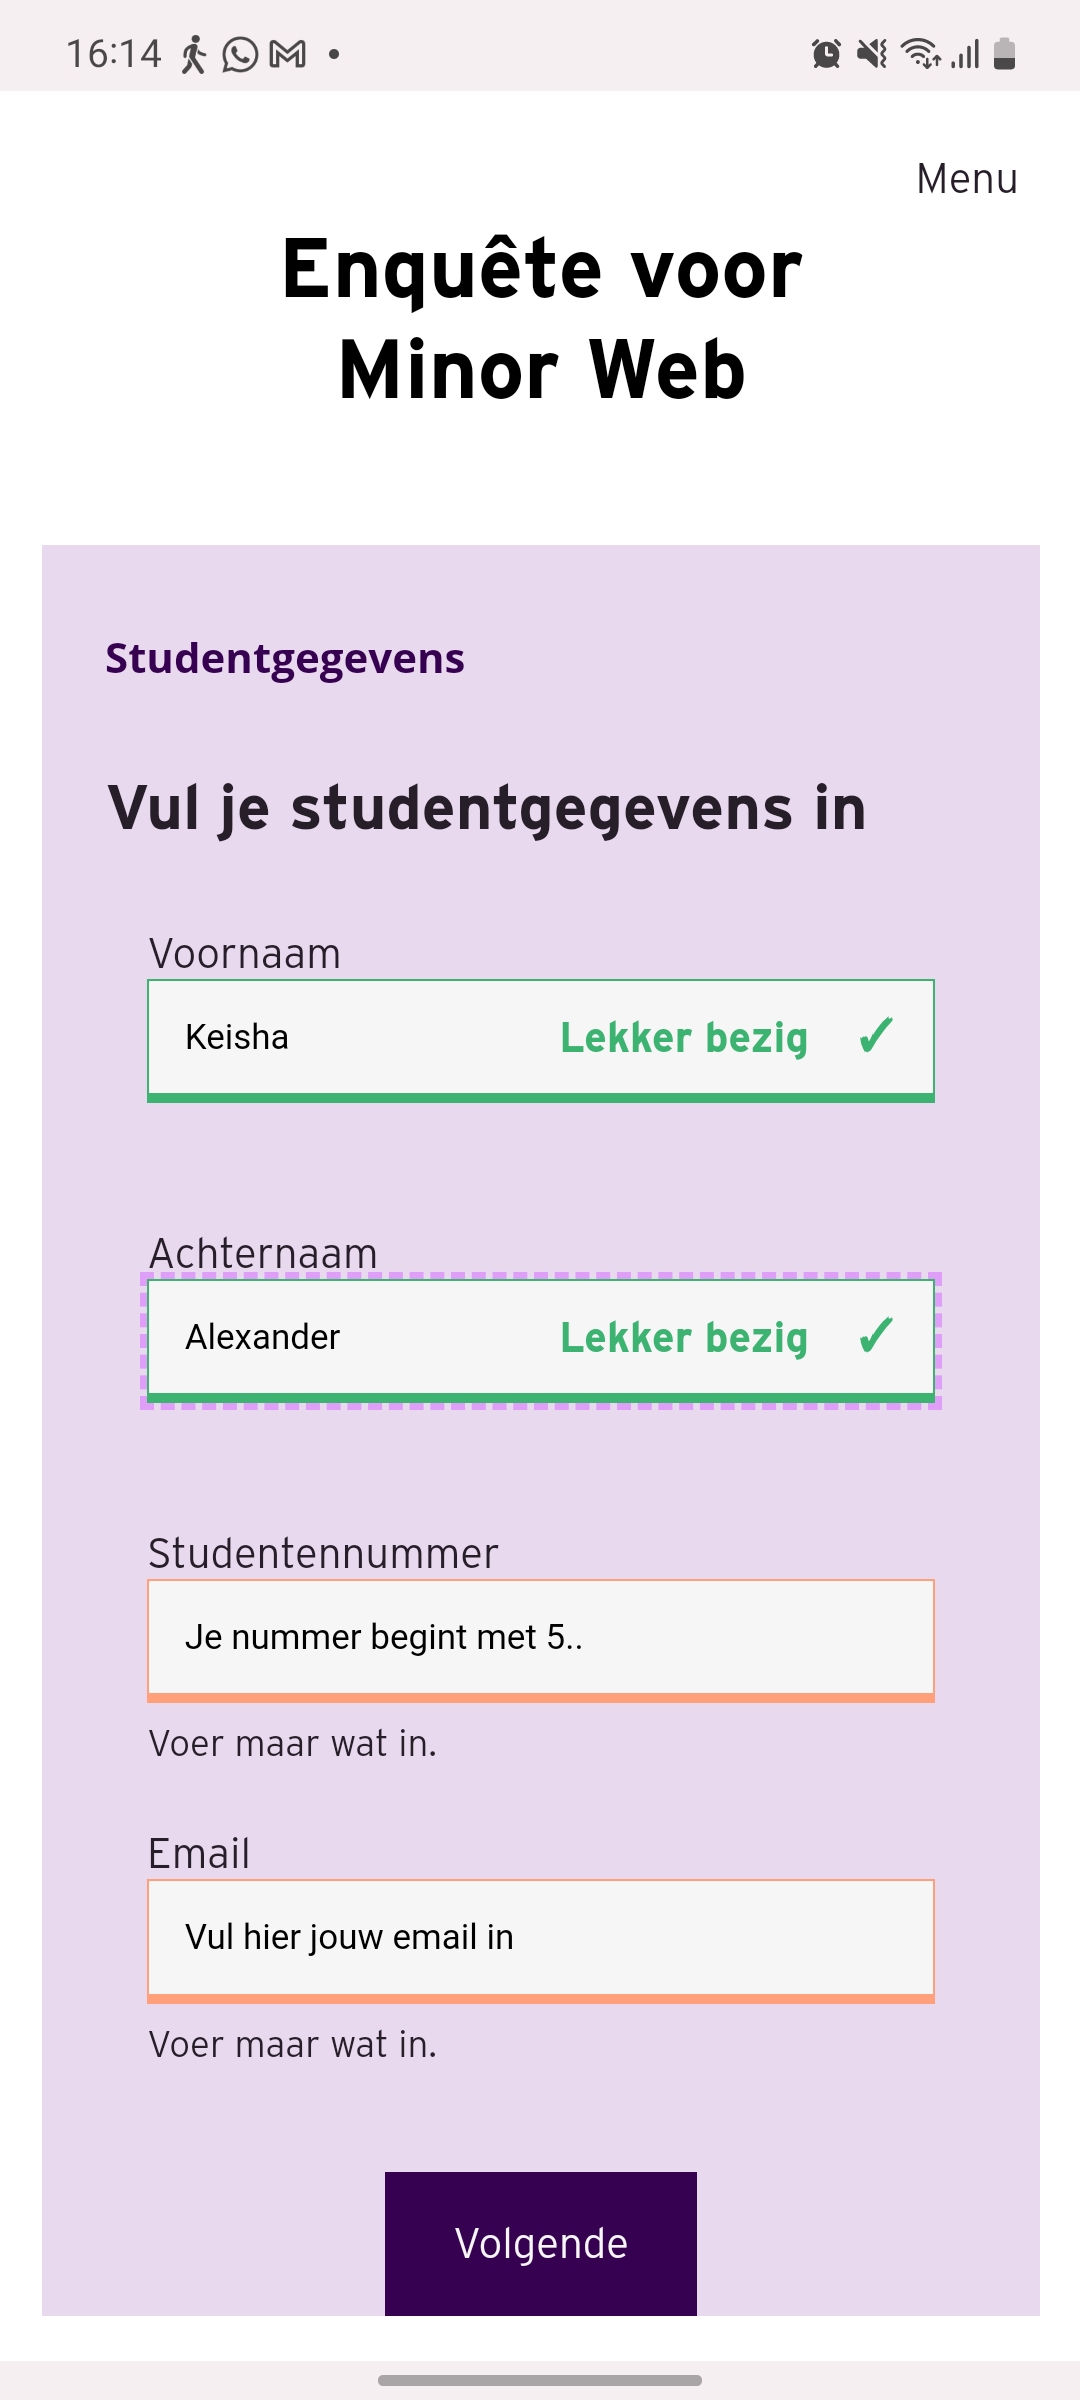 16:14
Menu
Enquête voor
Minor Web
Studentgegevens
Vul je studentgegevens in
Voornaam
Keisha Lekker bezig ✓
Achternaam
Alexander Lekker bezig ✓
Studentennummer
Je nummer begint met 5..
Voer maar wat in.
Email
Vul hier jouw email in
Voer maar wat in.
Volgende